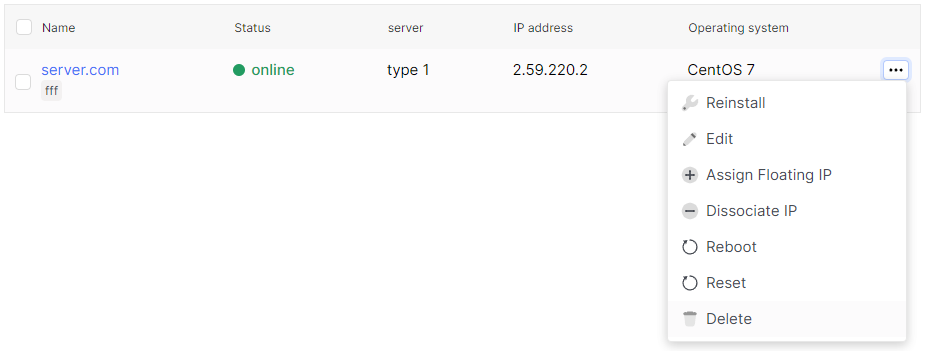 Name Status server IP address Operating system
server.com online type 1 2.59.220.2 CentOS 7
fff
Reinstall
Edit
Assign Floating IP
Dissociate IP
Reboot
Reset
Delete